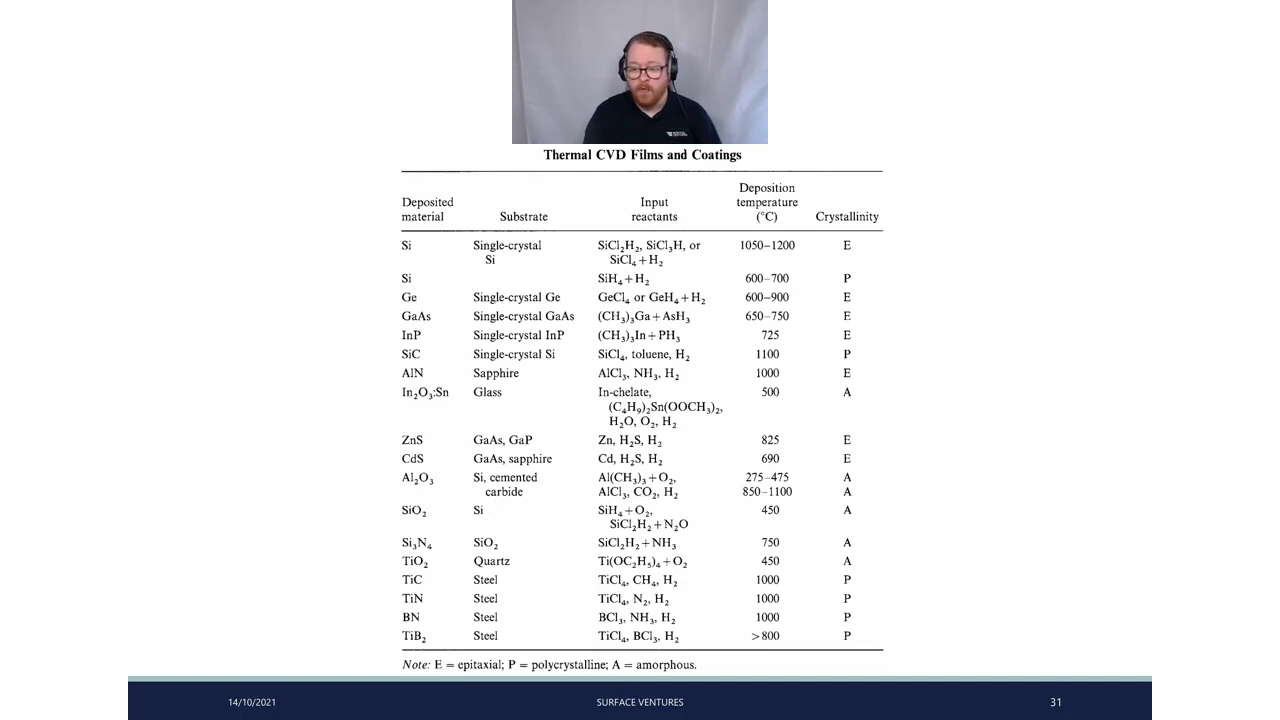 Thermal CVD Films and Coatings
Deposited material Substrate Input reactants Deposition temperature (°C) Crystallinity
Si Single-crystal Si SiCl₂H₂, SiCl₃H, or SiCl₄+H₂ 1050–1200 E
Si SiH₄+H₂ 600–700 P
Ge Single-crystal Ge GeCl₄ or GeH₄+H₂ 600–900 E
GaAs Single-crystal GaAs (CH₃)₃Ga+AsH₃ 650–750 E
InP Single-crystal InP (CH₃)₃In+PH₃ 725 E
SiC Single-crystal Si SiCl₄, toluene, H₂ 1100 P
AlN Sapphire AlCl₃, NH₃, H₂ 1000 E
In₂O₃:Sn Glass In-chelate, (C₄H₉)₂Sn(OOCH₃)₂, H₂O, O₂, H₂ 500 A
ZnS GaAs, GaP Zn, H₂S, H₂ 825 E
CdS GaAs, sapphire Cd, H₂S, H₂ 690 E
Al₂O₃ Si, cemented Al(CH₃)₃+O₂, 275–475 A
carbide AlCl₃, CO₂, H₂ 850–1100 A
SiO₂ Si SiH₄+O₂, SiCl₂H₂+N₂O 450 A
Si₃N₄ SiO₂ SiCl₂H₂+NH₃ 750 A
TiO₂ Quartz Ti(OC₂H₅)₄+O₂ 450 A
TiC Steel TiCl₄, CH₄, H₂ 1000 P
TiN Steel TiCl₄, N₂, H₂ 1000 P
BN Steel BCl₃, NH₃, H₂ 1000 P
TiB₂ Steel TiCl₄, BCl₃, H₂ >800 P
Note: E = epitaxial; P = polycrystalline; A = amorphous.
14/10/2021 SURFACE VENTURES 31